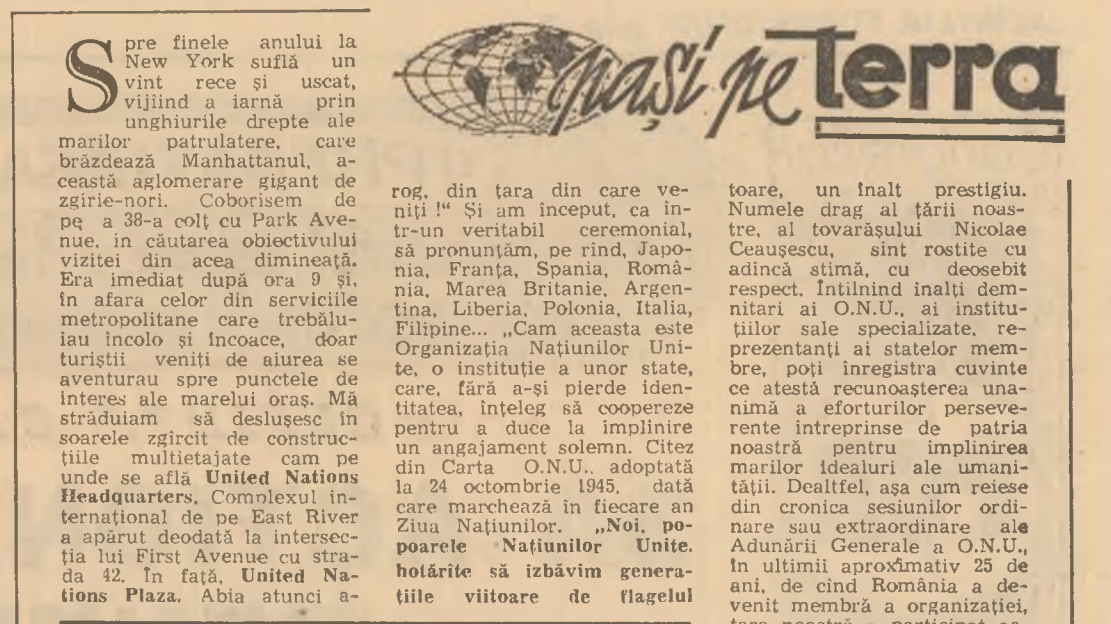 pași pe terra
Spre finele anului la
New York suflă un
vint rece și uscat,
vijiind a iarnă prin
unghiurile drepte ale
marilor patrulatere, care
brăzdează Manhattanul, a-
ceastă aglomerare gigant de
zgîrie-nori. Coborisem de
pe a 38-a colț cu Park Ave-
nue, in căutarea obiectivului
vizitei din acea dimineață.
Era imediat după ora 9 și,
în afara celor din serviciile
metropolitane care trebălu-
iau încolo și încoace, doar
turiștii veniți de aiurea se
aventurau spre punctele de
interes ale marelui oraș. Mă
străduiam să deslușesc în
soarele zgîrcit de construc-
țiile multietajate cam pe
unde se află United Nations
Headquarters. Complexul in-
ternațional de pe East River
a apărut deodată la intersec-
ția lui First Avenue cu stra-
da 42. În față, United Na-
tions Plaza. Abia atunci a-
rog, din țara din care ve-
niți !“ Și am început, ca în-
tr-un veritabil ceremonial,
să pronunțăm, pe rind, Japo-
nia, Franța, Spania, Româ-
nia, Marea Britanie, Argen-
tina, Liberia, Polonia, Italia,
Filipine... „Cam aceasta este
Organizația Națiunilor Uni-
te, o instituție a unor state,
care, fără a-și pierde iden-
titatea, înțeleg să coopereze
pentru a duce la implinire
un angajament solemn. Citez
din Carta O.N.U., adoptată
la 24 octombrie 1945, dată
care marchează în fiecare an
Ziua Națiunilor. „Noi, po-
poarele Națiunilor Unite.
hotărîte să izbăvim genera-
țiile viitoare de flagelul
toare, un înalt prestigiu.
Numele drag al țării noas-
tre, al tovarășului Nicolae
Ceaușescu, sint rostite cu
adincă stimă, cu deosebit
respect. Întilnind inalți dem-
nitari ai O.N.U., ai institu-
țiilor sale specializate, re-
prezentanți ai statelor mem-
bre, poți inregistra cuvinte
ce atestă recunoașterea una-
nimă a eforturilor perseve-
rente intreprinse de patria
noastră pentru implinirea
marilor idealuri ale umani-
tății. Dealtfel, așa cum reiese
din cronica sesiunilor ordi-
nare sau extraordinare ale
Adunării Generale a O.N.U.,
în ultimii aproximativ 25 de
ani, de cînd România a de-
venit membră a organizației,